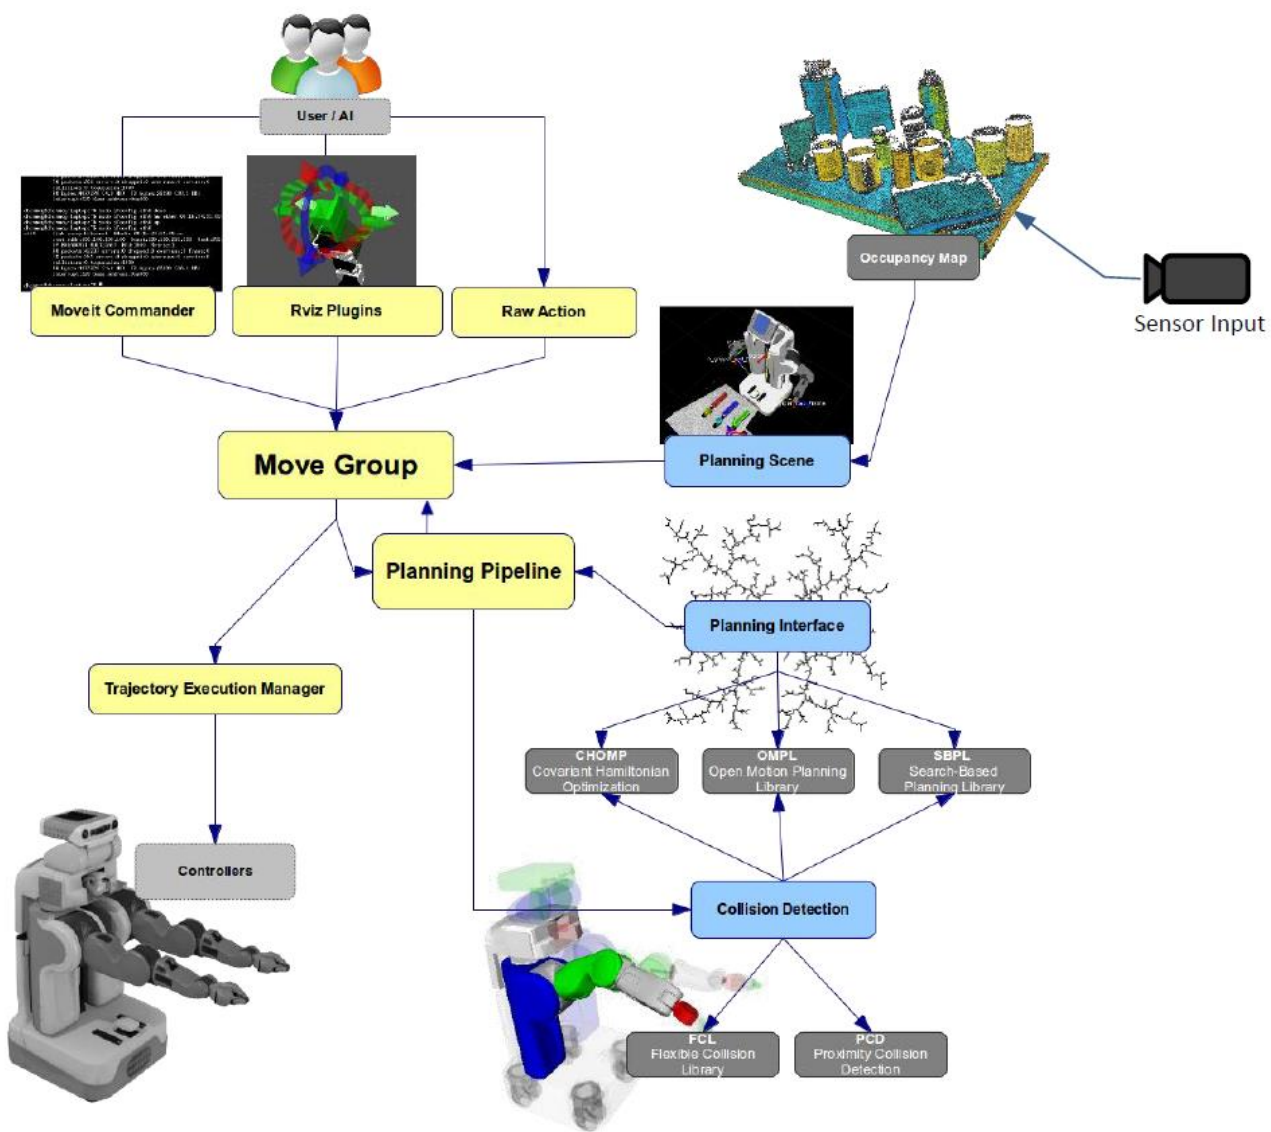 User / AI
Occupancy Map
Sensor Input
Moveit Commander
Rviz Plugins
Raw Action
Move Group
Planning Scene
Planning Pipeline
Planning Interface
Trajectory Execution Manager
CHOMP
Covariant Hamiltonian
Optimization
OMPL
Open Motion Planning
Library
SBPL
Search-Based
Planning Library
Controllers
Collision Detection
FCL
Flexible Collision
Library
PCD
Proximity Collision
Detection